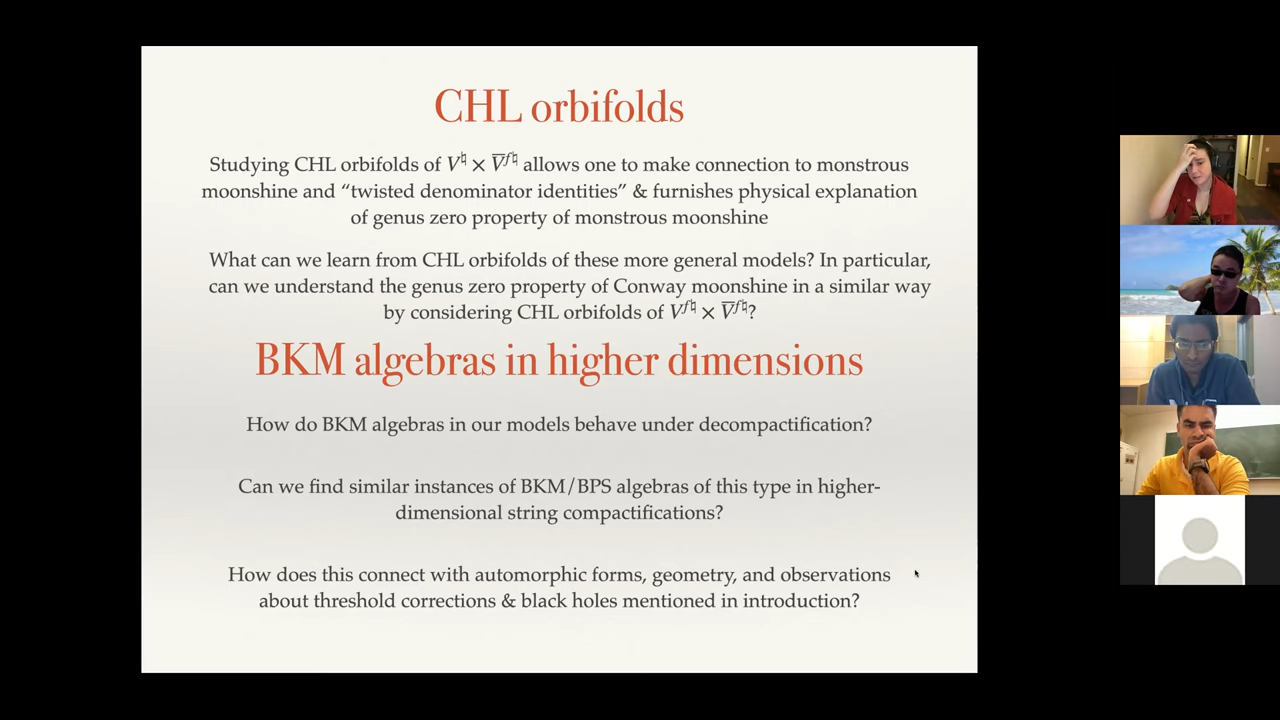 CHL orbifolds
Studying CHL orbifolds of V^♮ × V̅^{f♮} allows one to make connection to monstrous
moonshine and “twisted denominator identities” & furnishes physical explanation
of genus zero property of monstrous moonshine
What can we learn from CHL orbifolds of these more general models? In particular,
can we understand the genus zero property of Conway moonshine in a similar way
by considering CHL orbifolds of V^{f♮} × V̅^{f♮}?
BKM algebras in higher dimensions
How do BKM algebras in our models behave under decompactification?
Can we find similar instances of BKM/BPS algebras of this type in higher-
dimensional string compactifications?
How does this connect with automorphic forms, geometry, and observations
about threshold corrections & black holes mentioned in introduction?